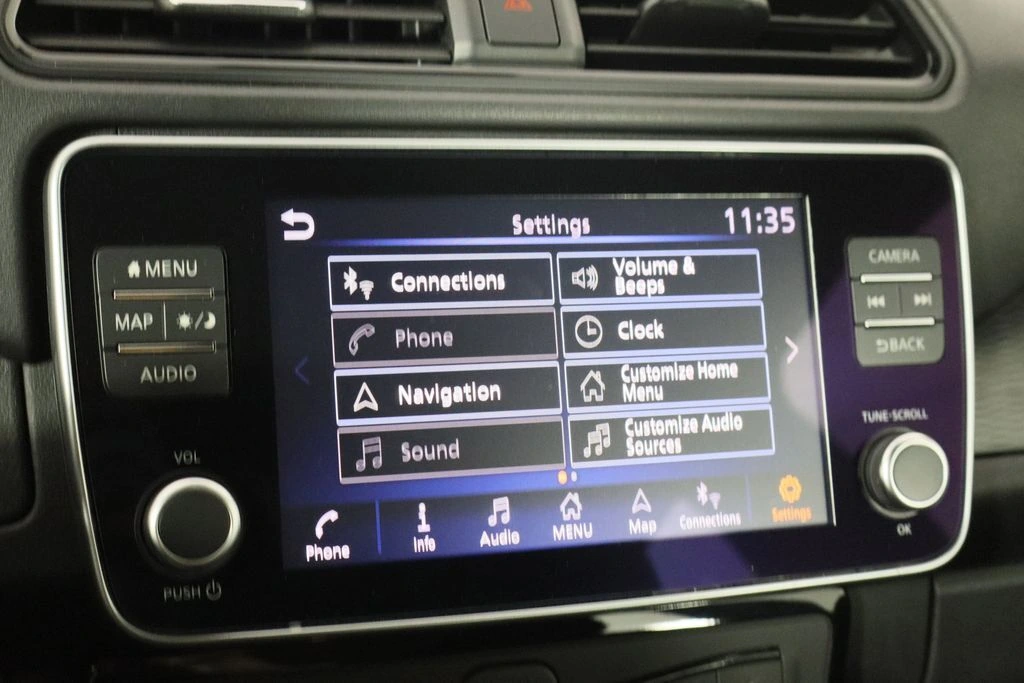 Settings
11:35
Connections
Volume &
Beeps
Phone
Clock
Navigation
Customize Home
Menu
Sound
Customize Audio
Sources
Phone
Info
Audio
MENU
Map
Connections
Settings
MENU
MAP
AUDIO
VOL
PUSH
CAMERA
BACK
TUNE·SCROLL
OK